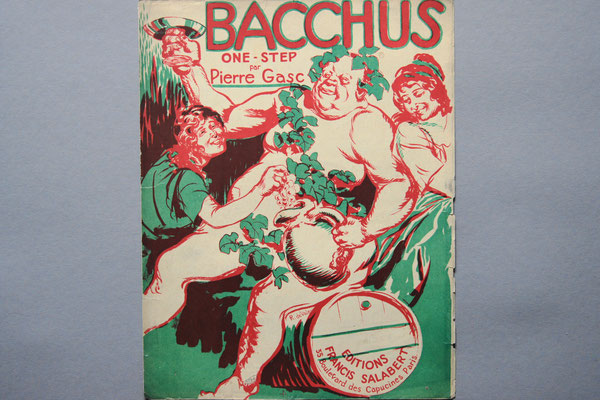 BACCHUS
ONE-STEP
par
Pierre Gasc
EDITIONS
FRANCIS SALABERT
35 Boulevard des Capucines Paris